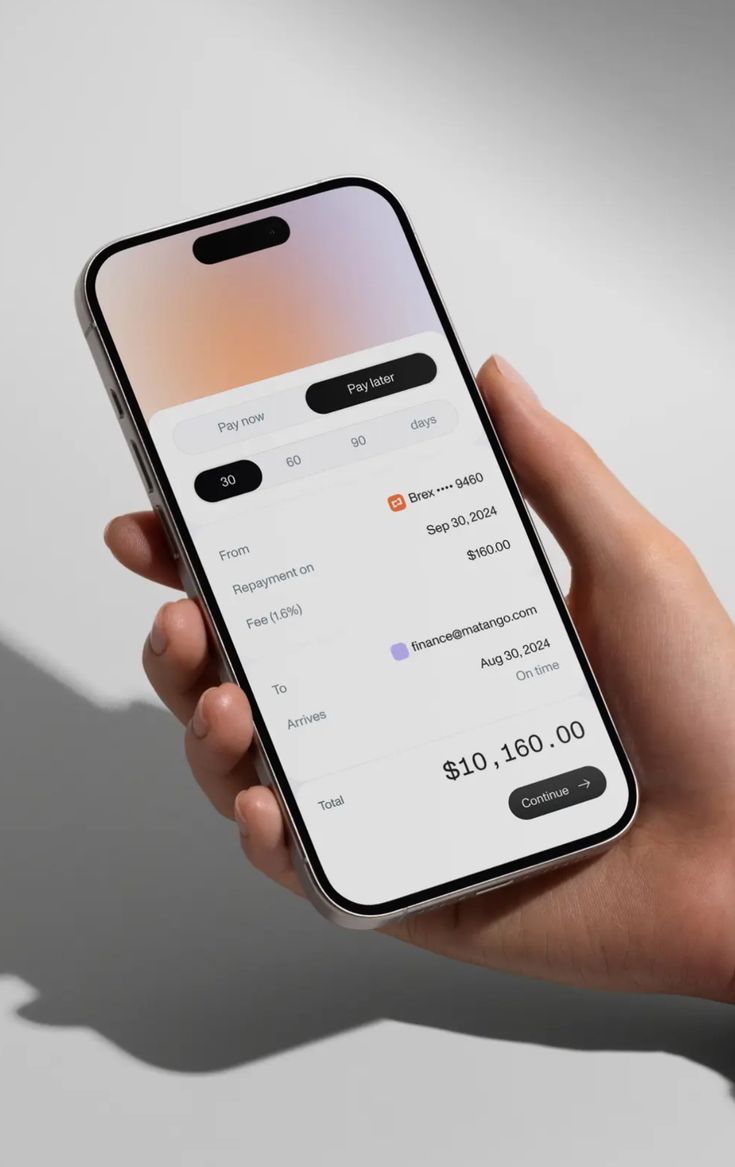 Pay now Pay later
30 60 90 days
From Brex •••• 9460
Repayment on Sep 30, 2024
Fee (1.6%) $160.00
To finance@matango.com
Arrives Aug 30, 2024
On time
Total $10,160.00
Continue →